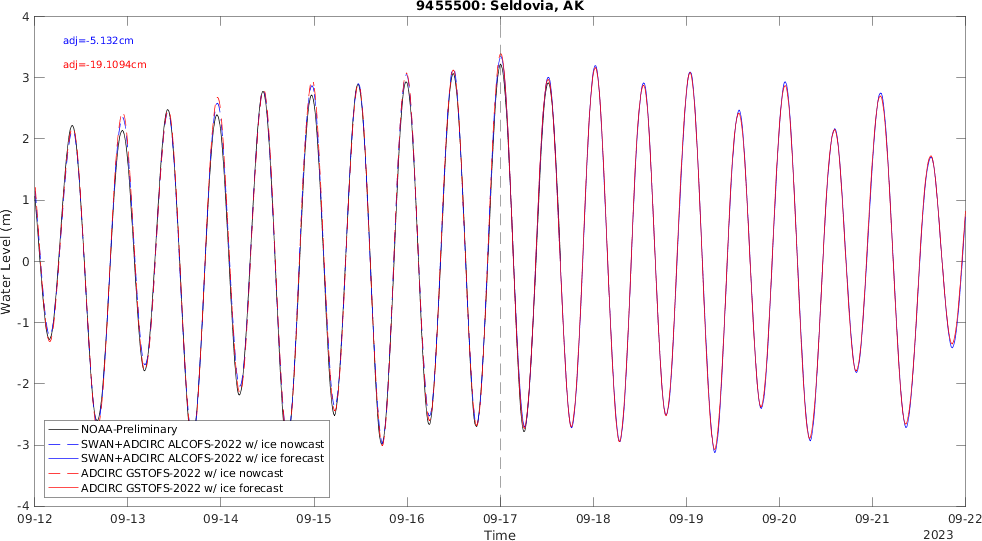 9455500: Seldovia, AK
adj=-5.132cm
adj=-19.1094cm
4
3
2
1
0
-1
-2
-3
-4
Water Level (m)
NOAA-Preliminary
SWAN+ADCIRC ALCOFS-2022 w/ ice nowcast
SWAN+ADCIRC ALCOFS-2022 w/ ice forecast
ADCIRC GSTOFS-2022 w/ ice nowcast
ADCIRC GSTOFS-2022 w/ ice forecast
09-12 09-13 09-14 09-15 09-16 09-17 09-18 09-19 09-20 09-21 09-22
Time
2023